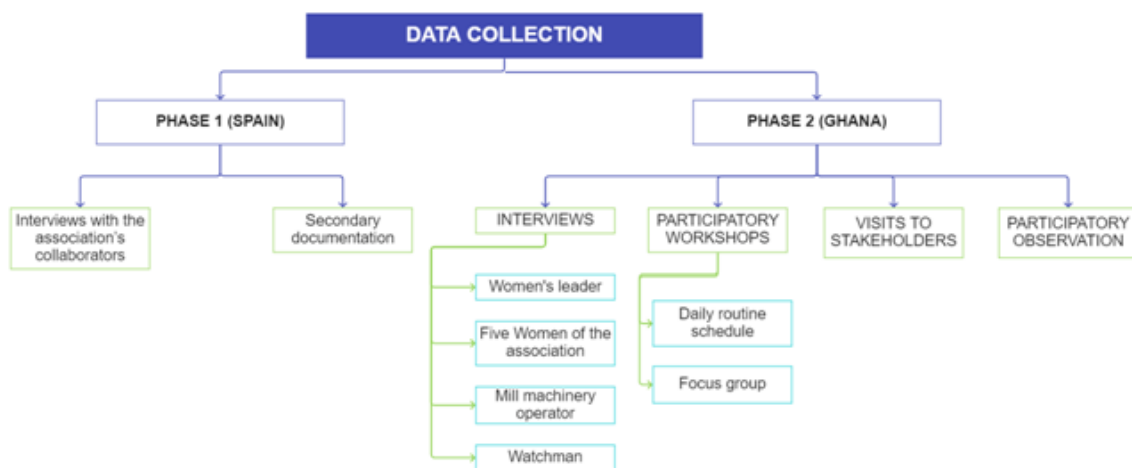 DATA COLLECTION
PHASE 1 (SPAIN)
PHASE 2 (GHANA)
Interviews with the
association's
collaborators
Secondary
documentation
INTERVIEWS
PARTICIPATORY
WORKSHOPS
VISITS TO
STAKEHOLDERS
PARTICIPATORY
OBSERVATION
Women's leader
Five Women of the
association
Mill machinery
operator
Watchman
Daily routine
schedule
Focus group